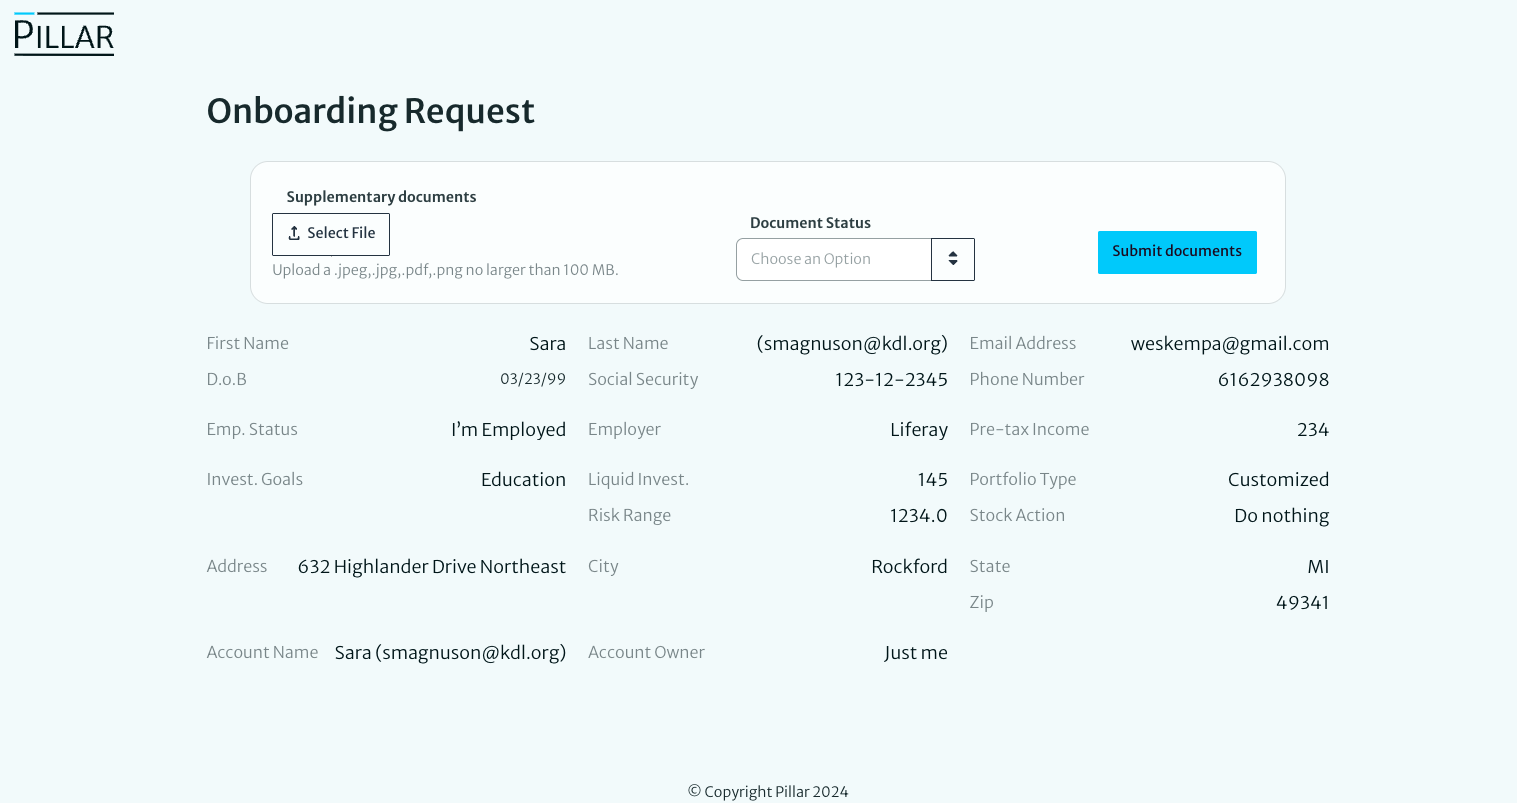 PILLAR
Onboarding Request
Supplementary documents
Select File
Upload a .jpeg,.jpg,.pdf,.png no larger than 100 MB.
Document Status
Choose an Option
Submit documents
First Name Sara Last Name (smagnuson@kdl.org) Email Address weskempa@gmail.com
D.o.B 03/23/99 Social Security 123-12-2345 Phone Number 6162938098
Emp. Status I’m Employed Employer Liferay Pre-tax Income 234
Invest. Goals Education Liquid Invest. 145 Portfolio Type Customized
Risk Range 1234.0 Stock Action Do nothing
Address 632 Highlander Drive Northeast City Rockford State MI
Zip 49341
Account Name Sara (smagnuson@kdl.org) Account Owner Just me
© Copyright Pillar 2024